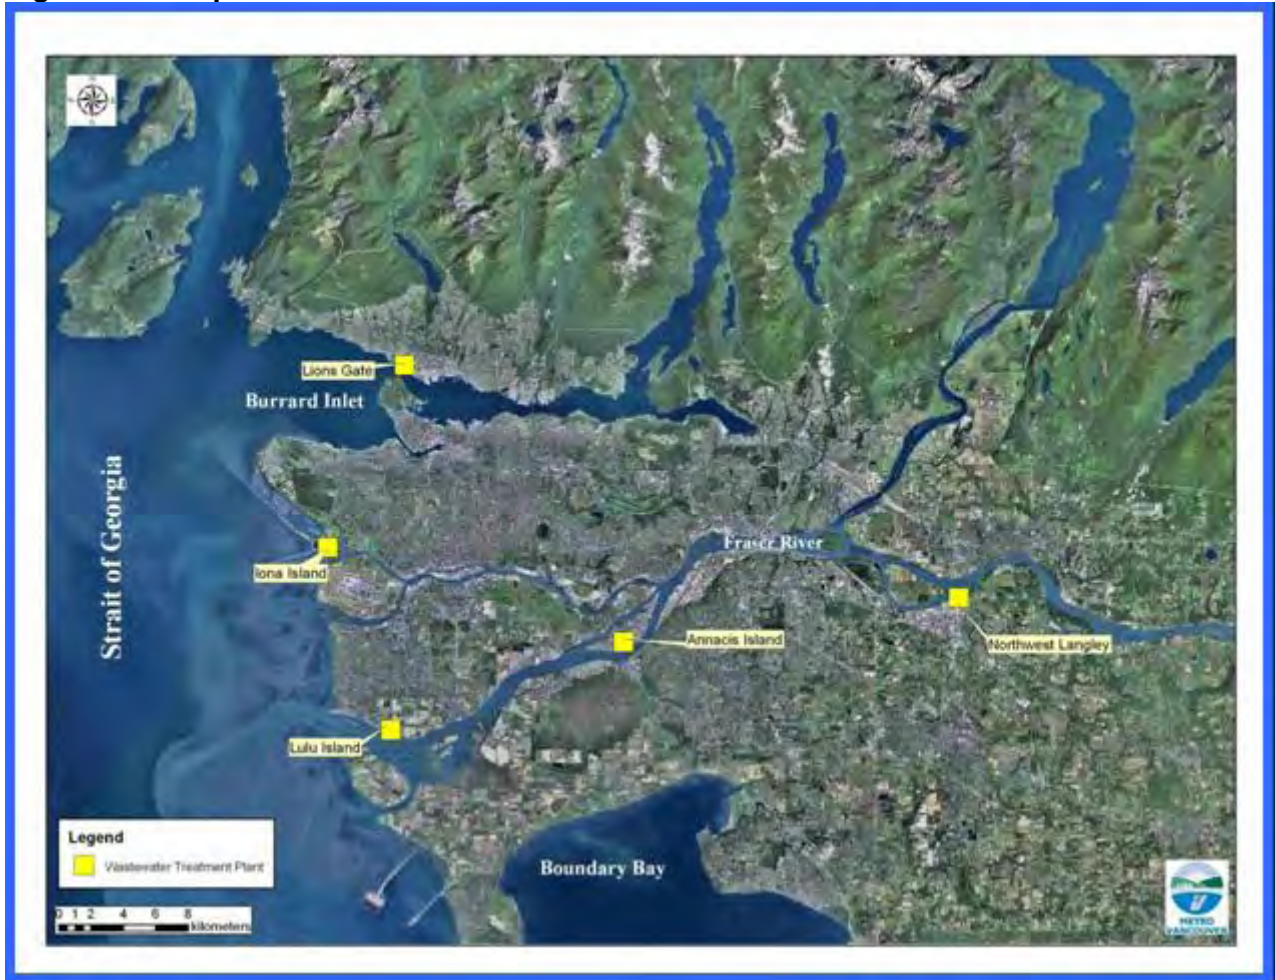 Lions Gate
Burrard Inlet
Strait of Georgia
Fraser River
Iona Island
Annacis Island
Northwest Langley
Lulu Island
Boundary Bay
Legend
Wastewater Treatment Plant
0 1 2 4 6 8
kilometers
METRO
VANCOUVER